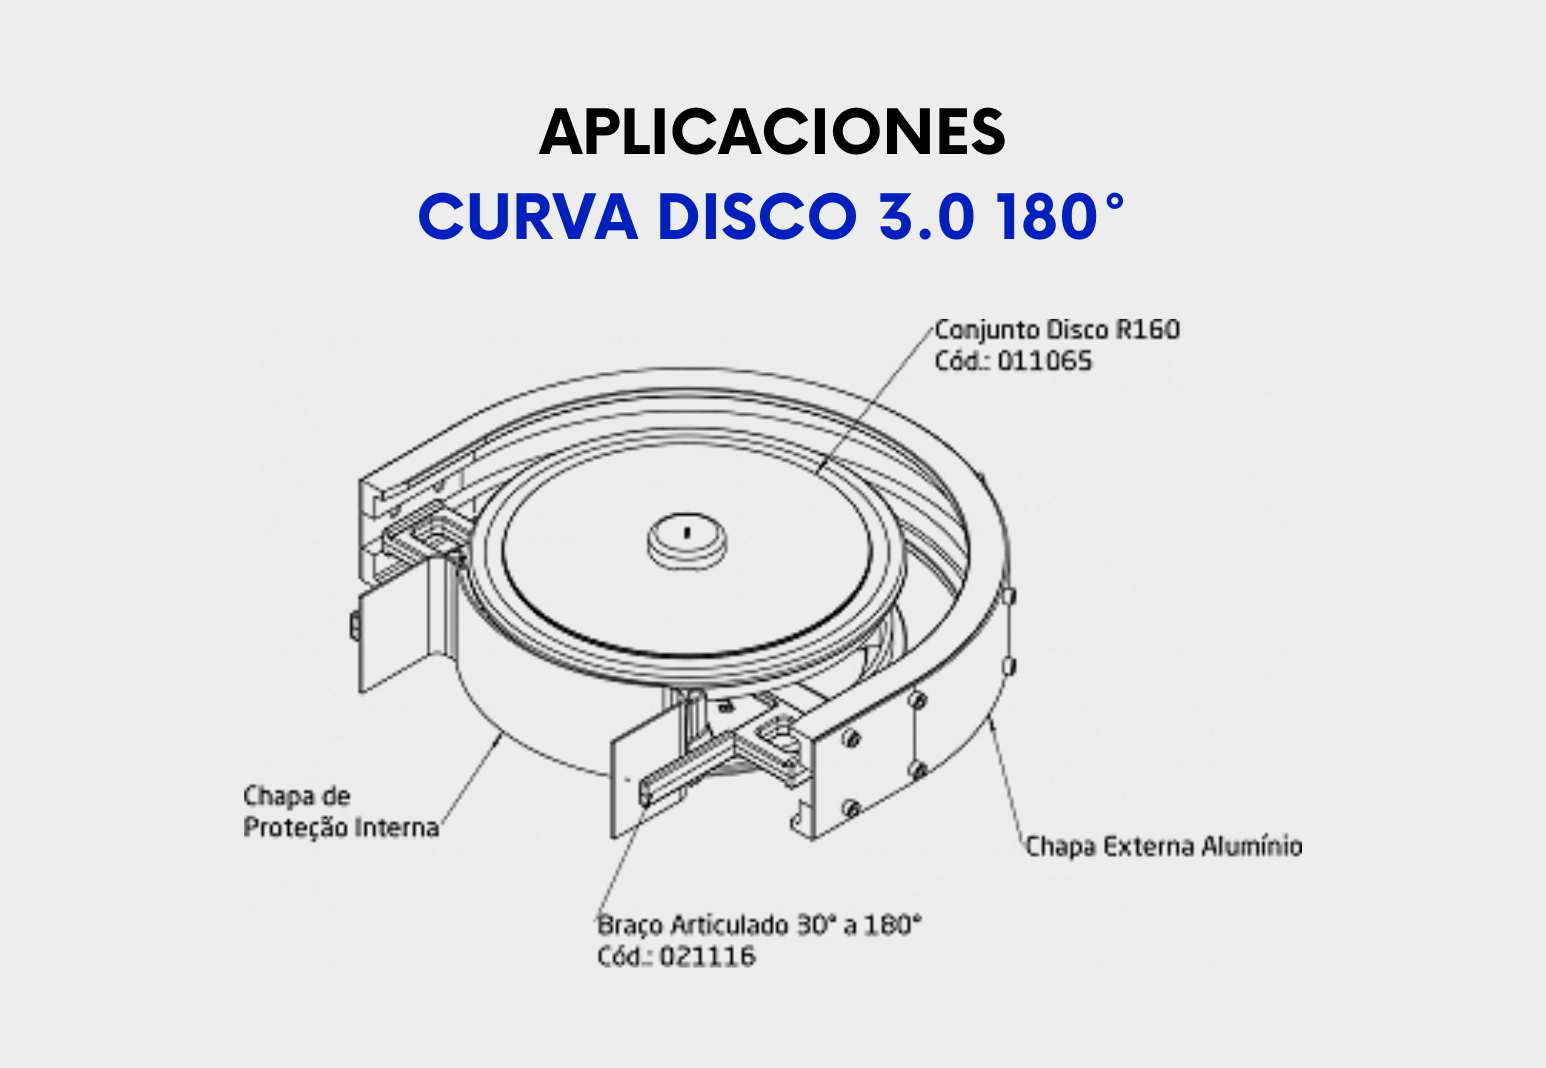 APLICACIONES
CURVA DISCO 3.0 180°
Conjunto Disco R160
Cód.: 011065
Chapa de
Proteção Interna
Chapa Externa Alumínio
Braço Articulado 30° a 180°
Cód.: 021116